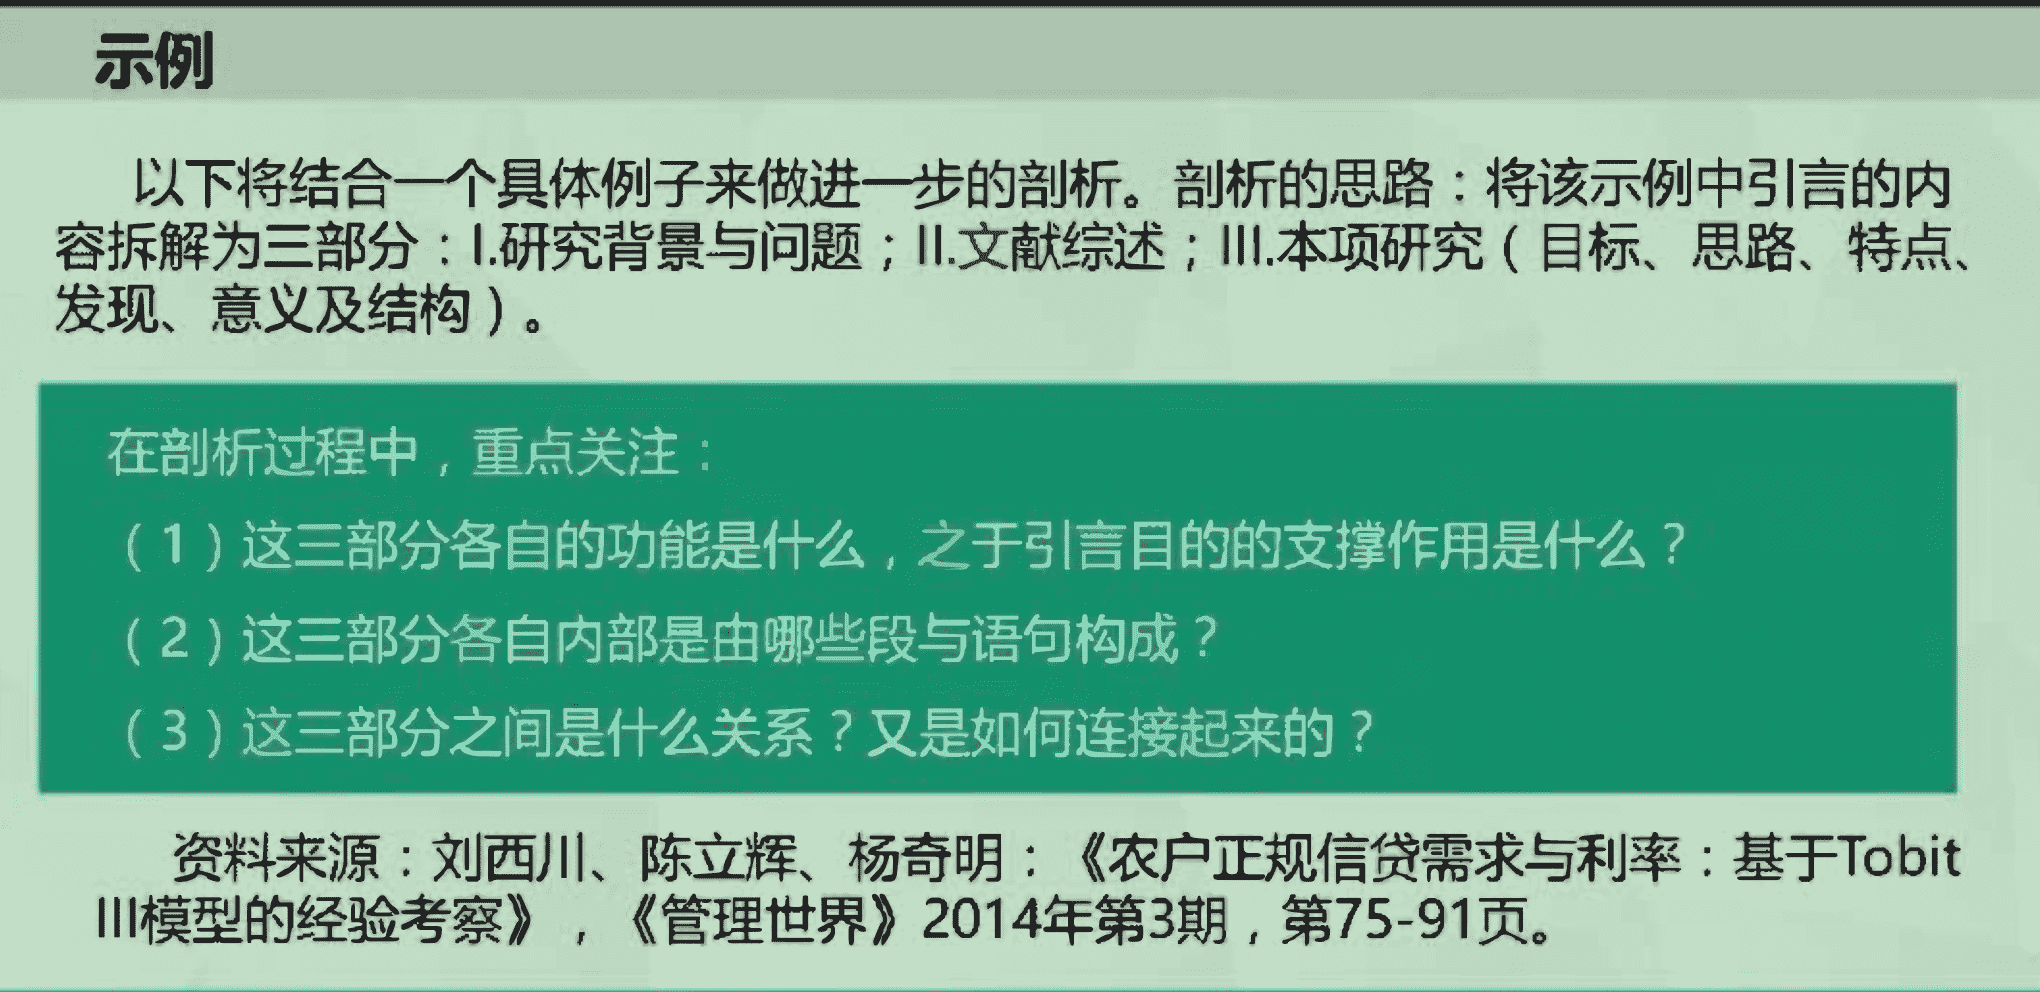 示例
以下将结合一个具体例子来做进一步的剖析。剖析的思路：将该示例中引言的内
容拆解为三部分：I.研究背景与问题；II.文献综述；III.本项研究（目标、思路、特点、
发现、意义及结构）。
在剖析过程中，重点关注：
（1）这三部分各自的功能是什么，之于引言目的的支撑作用是什么？
（2）这三部分各自内部是由哪些段与语句构成？
（3）这三部分之间是什么关系？又是如何连接起来的？
资料来源：刘西川、陈立辉、杨奇明：《农户正规信贷需求与利率：基于Tobit
III模型的经验考察》，《管理世界》2014年第3期，第75-91页。